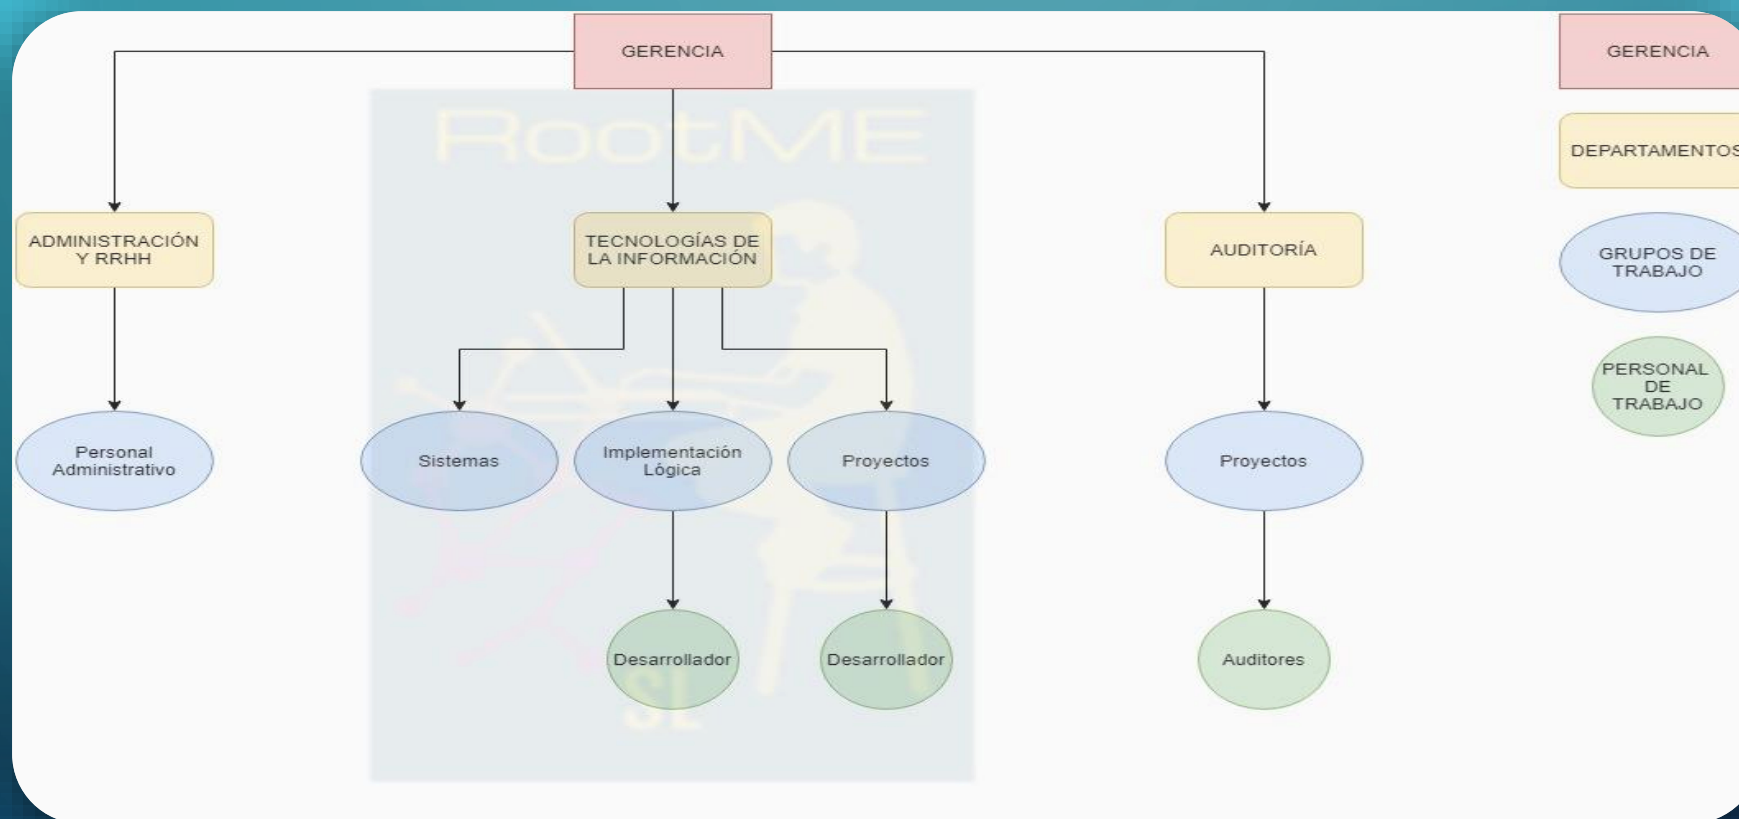 GERENCIA
GERENCIA
RootME
DEPARTAMENTOS
ADMINISTRACIÓN
Y RRHH
TECNOLOGÍAS DE
LA INFORMACIÓN
AUDITORÍA
GRUPOS DE
TRABAJO
PERSONAL
DE
TRABAJO
Personal
Administrativo
Sistemas
Implementación
Lógica
Proyectos
Proyectos
Desarrollador
Desarrollador
Auditores
SL